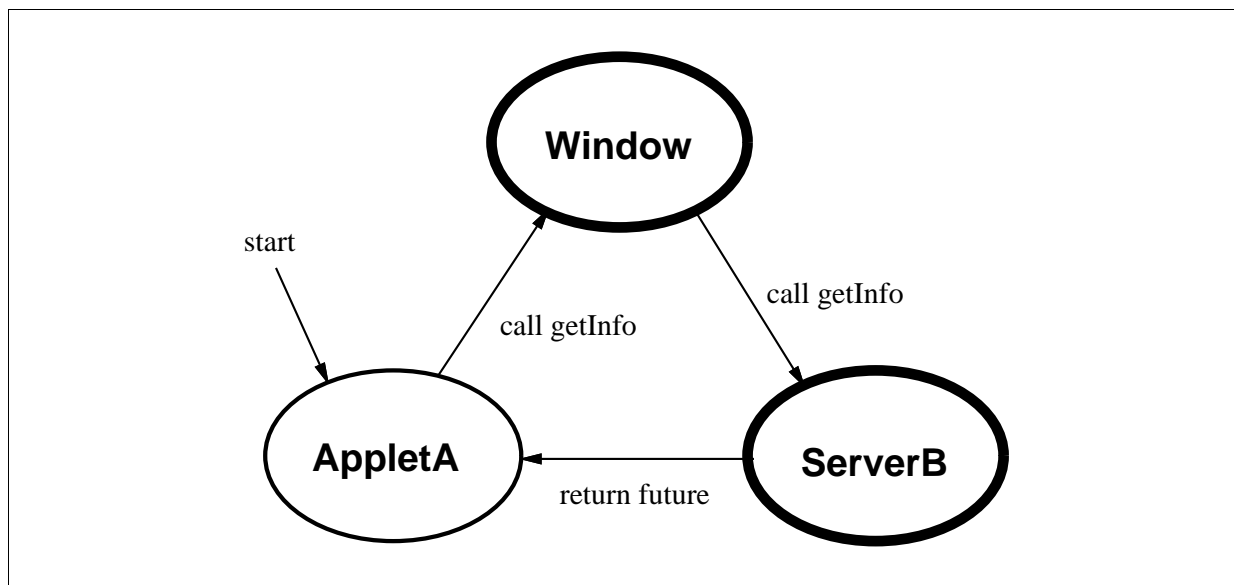 Window
start
call getInfo
call getInfo
AppletA
ServerB
return future